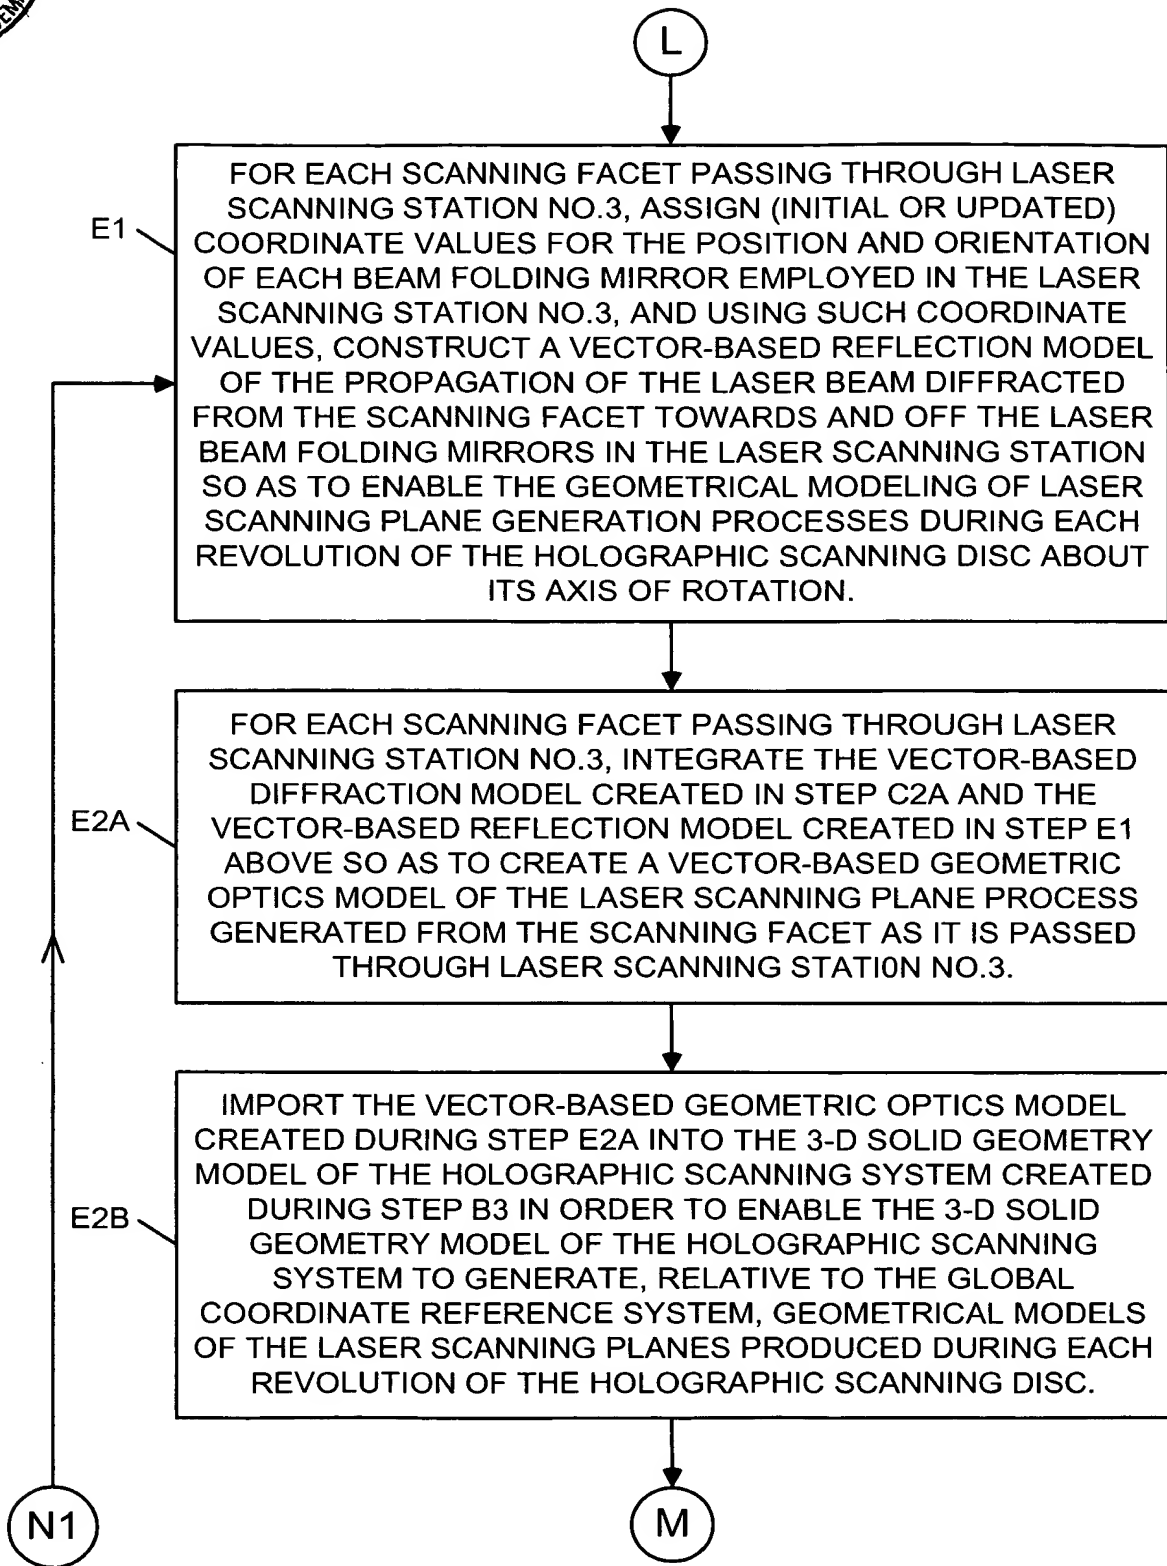 L
E1
FOR EACH SCANNING FACET PASSING THROUGH LASER
SCANNING STATION NO.3, ASSIGN (INITIAL OR UPDATED)
COORDINATE VALUES FOR THE POSITION AND ORIENTATION
OF EACH BEAM FOLDING MIRROR EMPLOYED IN THE LASER
SCANNING STATION NO.3, AND USING SUCH COORDINATE
VALUES, CONSTRUCT A VECTOR-BASED REFLECTION MODEL
OF THE PROPAGATION OF THE LASER BEAM DIFFRACTED
FROM THE SCANNING FACET TOWARDS AND OFF THE LASER
BEAM FOLDING MIRRORS IN THE LASER SCANNING STATION
SO AS TO ENABLE THE GEOMETRICAL MODELING OF LASER
SCANNING PLANE GENERATION PROCESSES DURING EACH
REVOLUTION OF THE HOLOGRAPHIC SCANNING DISC ABOUT
ITS AXIS OF ROTATION.
E2A
FOR EACH SCANNING FACET PASSING THROUGH LASER
SCANNING STATION NO.3, INTEGRATE THE VECTOR-BASED
DIFFRACTION MODEL CREATED IN STEP C2A AND THE
VECTOR-BASED REFLECTION MODEL CREATED IN STEP E1
ABOVE SO AS TO CREATE A VECTOR-BASED GEOMETRIC
OPTICS MODEL OF THE LASER SCANNING PLANE PROCESS
GENERATED FROM THE SCANNING FACET AS IT IS PASSED
THROUGH LASER SCANNING STATI0N NO.3.
E2B
IMPORT THE VECTOR-BASED GEOMETRIC OPTICS MODEL
CREATED DURING STEP E2A INTO THE 3-D SOLID GEOMETRY
MODEL OF THE HOLOGRAPHIC SCANNING SYSTEM CREATED
DURING STEP B3 IN ORDER TO ENABLE THE 3-D SOLID
GEOMETRY MODEL OF THE HOLOGRAPHIC SCANNING
SYSTEM TO GENERATE, RELATIVE TO THE GLOBAL
COORDINATE REFERENCE SYSTEM, GEOMETRICAL MODELS
OF THE LASER SCANNING PLANES PRODUCED DURING EACH
REVOLUTION OF THE HOLOGRAPHIC SCANNING DISC.
N1
M